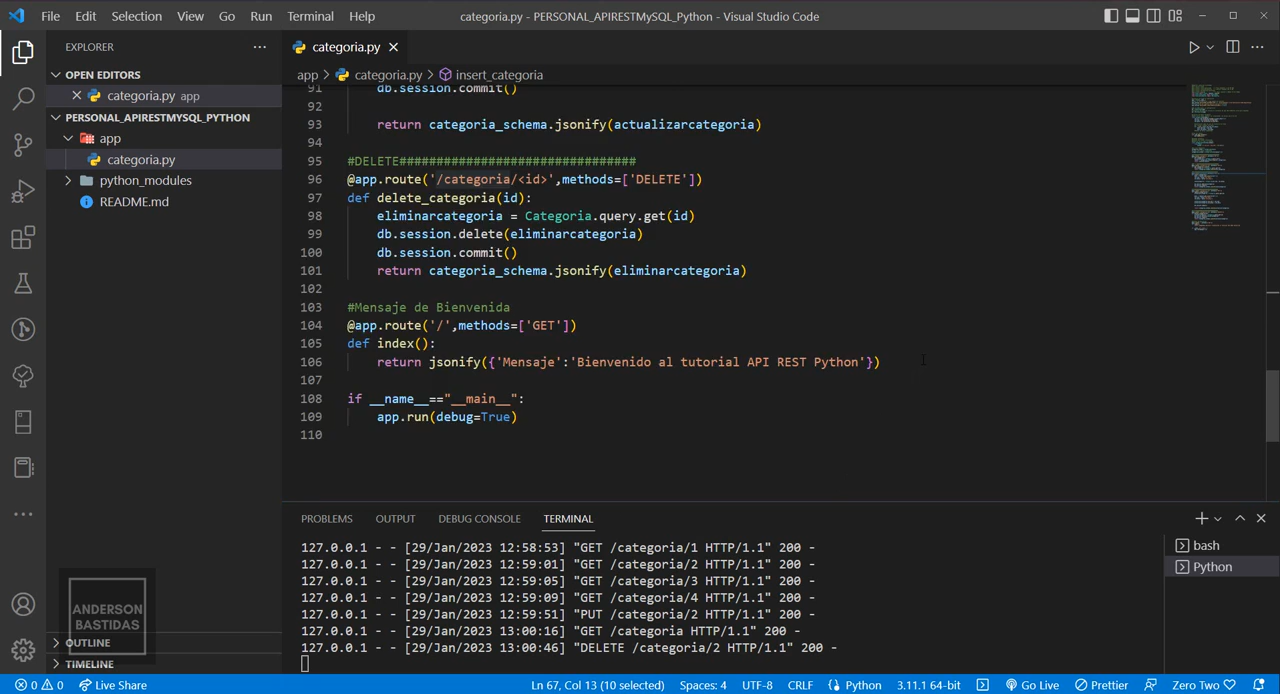 File Edit Selection View Go Run Terminal Help
categoria.py - PERSONAL_APIRESTMySQL_Python - Visual Studio Code
EXPLORER
OPEN EDITORS
categoria.py app
PERSONAL_APIRESTMYSQL_PYTHON
app
categoria.py
python_modules
README.md
OUTLINE
TIMELINE
ANDERSON
BASTIDAS
categoria.py
app > categoria.py > insert_categoria
91 db.session.commit()
92
93 return categoria_schema.jsonify(actualizarcategoria)
94
95 #DELETE################################
96 @app.route('/categoria/<id>',methods=['DELETE'])
97 def delete_categoria(id):
98 eliminarcategoria = Categoria.query.get(id)
99 db.session.delete(eliminarcategoria)
100 db.session.commit()
101 return categoria_schema.jsonify(eliminarcategoria)
102
103 #Mensaje de Bienvenida
104 @app.route('/',methods=['GET'])
105 def index():
106 return jsonify({'Mensaje':'Bienvenido al tutorial API REST Python'})
107
108 if __name__=="__main__":
109 app.run(debug=True)
110
PROBLEMS OUTPUT DEBUG CONSOLE TERMINAL
127.0.0.1 - - [29/Jan/2023 12:58:53] "GET /categoria/1 HTTP/1.1" 200 -
127.0.0.1 - - [29/Jan/2023 12:59:01] "GET /categoria/2 HTTP/1.1" 200 -
127.0.0.1 - - [29/Jan/2023 12:59:05] "GET /categoria/3 HTTP/1.1" 200 -
127.0.0.1 - - [29/Jan/2023 12:59:09] "GET /categoria/4 HTTP/1.1" 200 -
127.0.0.1 - - [29/Jan/2023 12:59:51] "PUT /categoria/2 HTTP/1.1" 200 -
127.0.0.1 - - [29/Jan/2023 13:00:16] "GET /categoria HTTP/1.1" 200 -
127.0.0.1 - - [29/Jan/2023 13:00:46] "DELETE /categoria/2 HTTP/1.1" 200 -
bash
Python
0 0 Live Share Ln 67, Col 13 (10 selected) Spaces: 4 UTF-8 CRLF Python 3.11.1 64-bit Go Live Prettier Zero Two